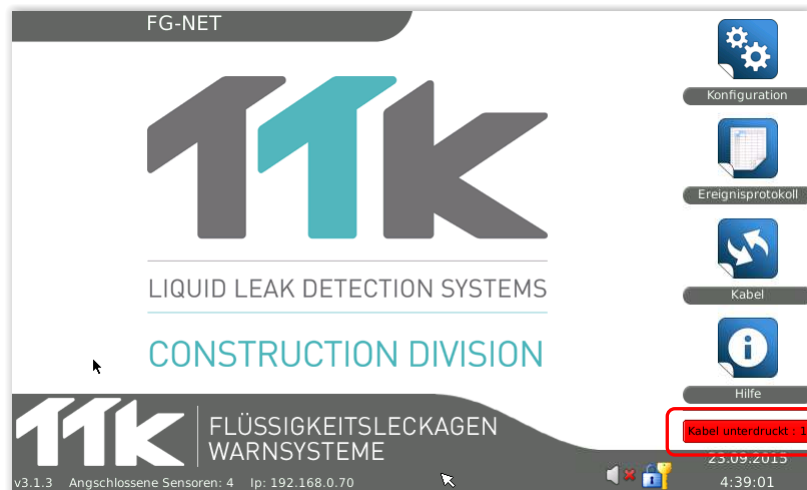 FG-NET
TTK
LIQUID LEAK DETECTION SYSTEMS
CONSTRUCTION DIVISION
Konfiguration
Ereignisprotokoll
Kabel
Hilfe
Kabel unterdruckt : 1
TTK
FLÜSSIGKEITSLECKAGEN
WARNSYSTEME
23.09.2015
v3.1.3 Angschlossene Sensoren: 4 Ip: 192.168.0.70
4:39:01